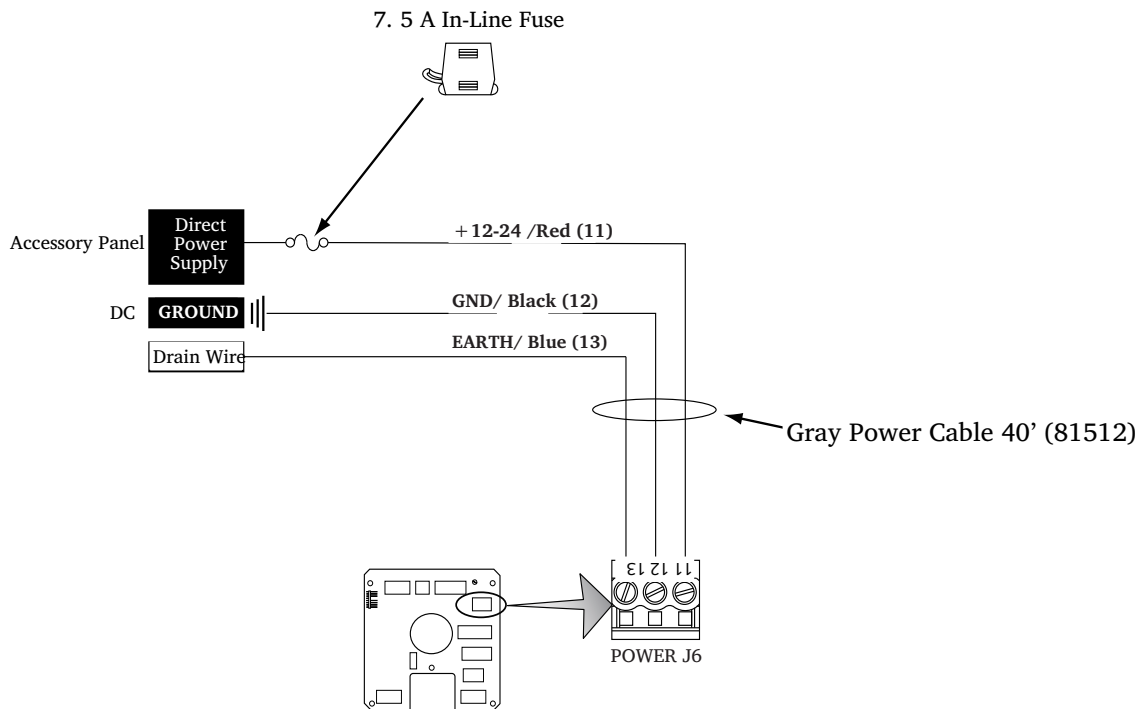 7. 5 A In-Line Fuse
Accessory Panel
Direct
Power
Supply
+12-24 /Red (11)
DC
GROUND
GND/ Black (12)
Drain Wire
EARTH/ Blue (13)
Gray Power Cable 40’ (81512)
13 12 11
POWER J6